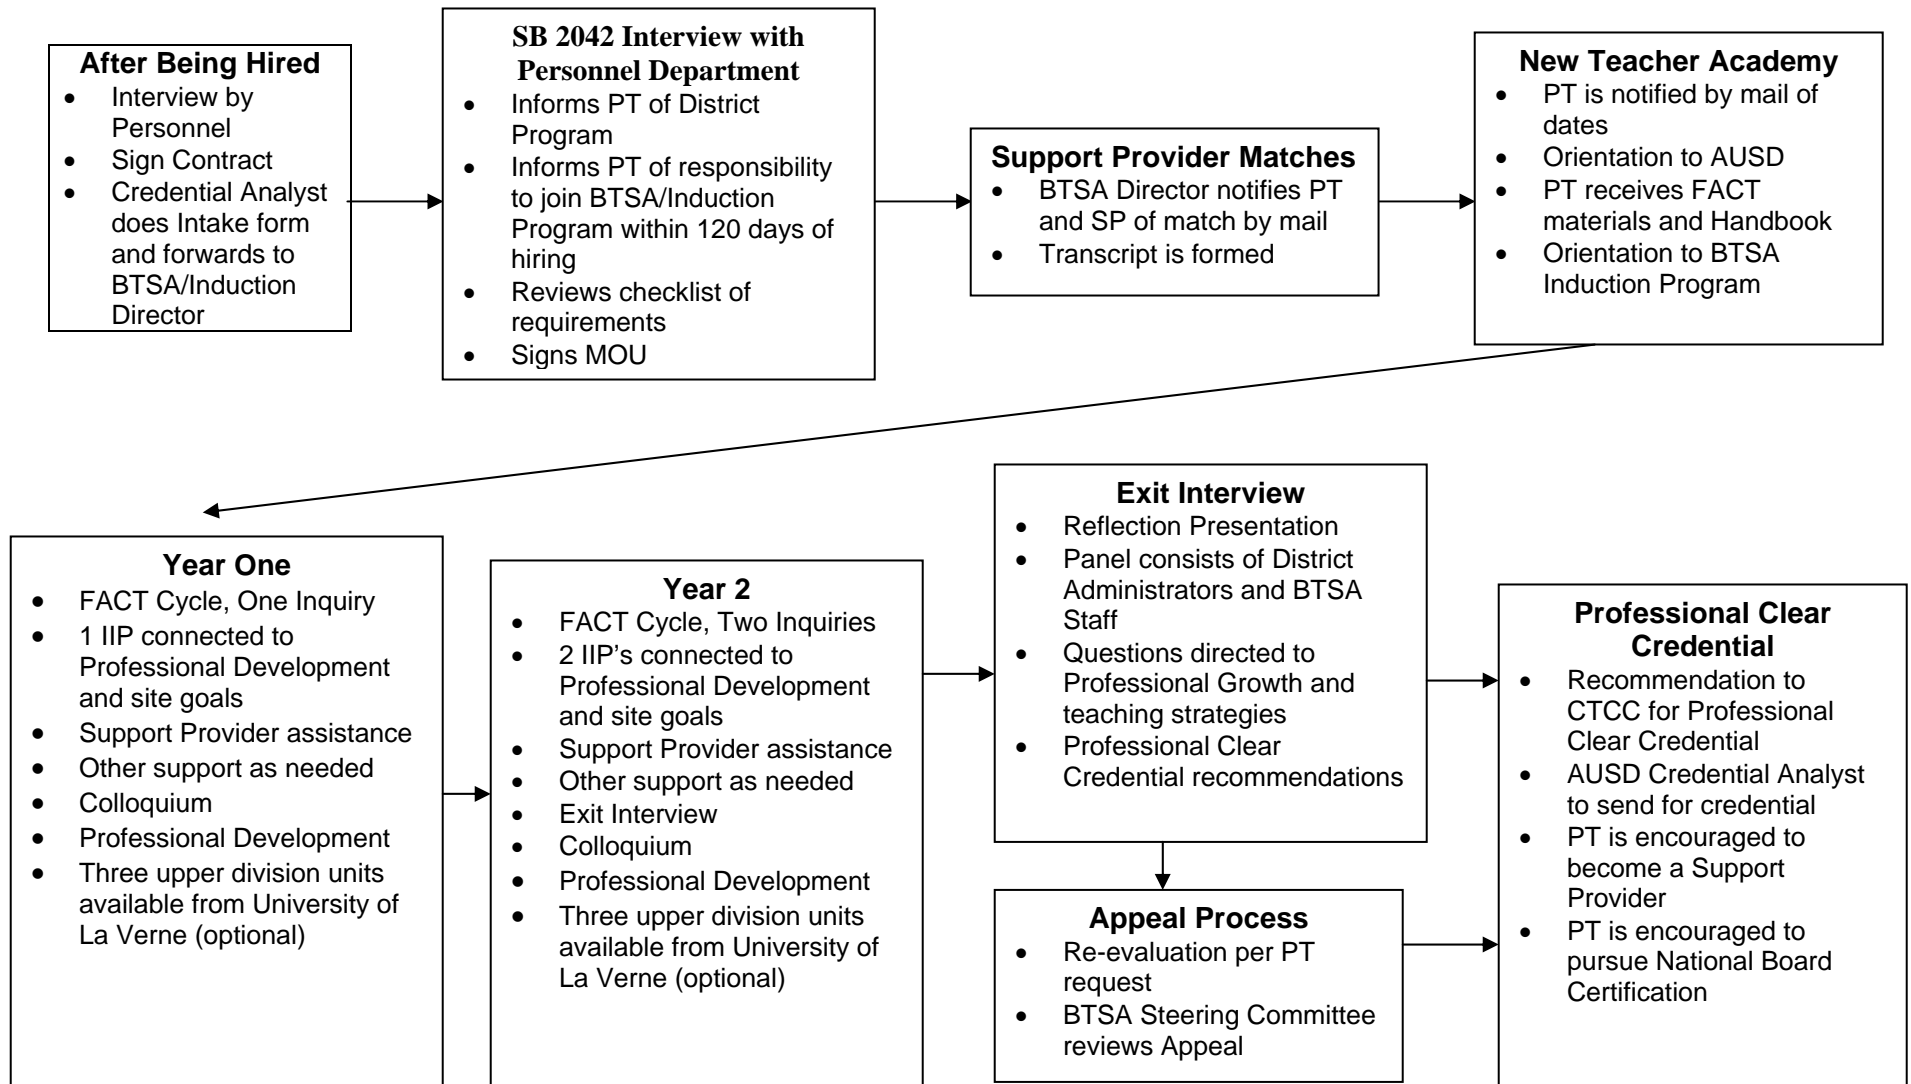 After Being Hired
• Interview by
Personnel
• Sign Contract
• Credential Analyst
does Intake form
and forwards to
BTSA/Induction
Director
SB 2042 Interview with
Personnel Department
• Informs PT of District
Program
• Informs PT of responsibility
to join BTSA/Induction
Program within 120 days of
hiring
• Reviews checklist of
requirements
• Signs MOU
Support Provider Matches
• BTSA Director notifies PT
and SP of match by mail
• Transcript is formed
New Teacher Academy
• PT is notified by mail of
dates
• Orientation to AUSD
• PT receives FACT
materials and Handbook
• Orientation to BTSA
Induction Program
Year One
• FACT Cycle, One Inquiry
• 1 IIP connected to
Professional Development
and site goals
• Support Provider assistance
• Other support as needed
• Colloquium
• Professional Development
• Three upper division units
available from University of
La Verne (optional)
Year 2
• FACT Cycle, Two Inquiries
• 2 IIP's connected to
Professional Development
and site goals
• Support Provider assistance
• Other support as needed
• Exit Interview
• Colloquium
• Professional Development
• Three upper division units
available from University of
La Verne (optional)
Exit Interview
• Reflection Presentation
• Panel consists of District
Administrators and BTSA
Staff
• Questions directed to
Professional Growth and
teaching strategies
• Professional Clear
Credential recommendations
Appeal Process
• Re-evaluation per PT
request
• BTSA Steering Committee
reviews Appeal
Professional Clear
Credential
• Recommendation to
CTCC for Professional
Clear Credential
• AUSD Credential Analyst
to send for credential
• PT is encouraged to
become a Support
Provider
• PT is encouraged to
pursue National Board
Certification